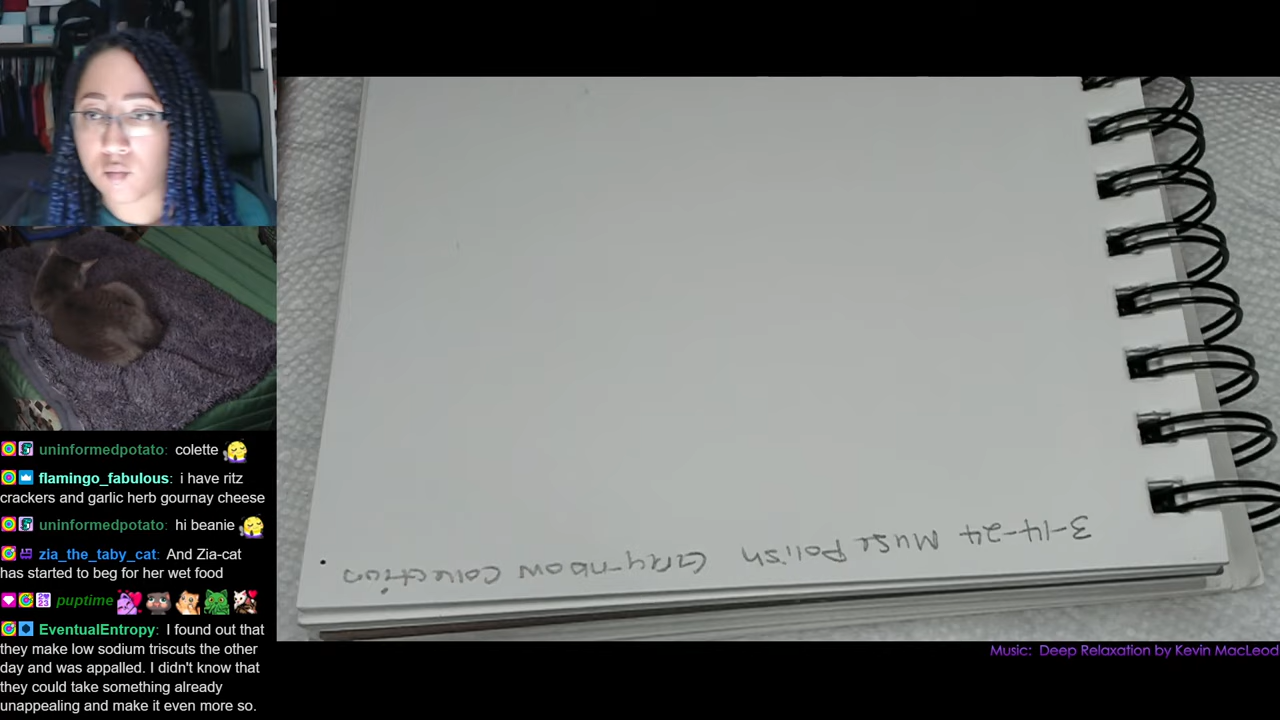 uninformedpotato: colette
flamingo_fabulous: i have ritz
crackers and garlic herb gournay cheese
uninformedpotato: hi beanie
zia_the_taby_cat: And Zia-cat
has started to beg for her wet food
puptime
EventualEntropy: I found out that
they make low sodium triscuts the other
day and was appalled. I didn't know that
they could take something already
unappealing and make it even more so.
3-14-24 Muse Polish Gray-nbow Collection
Music: Deep Relaxation by Kevin MacLeod